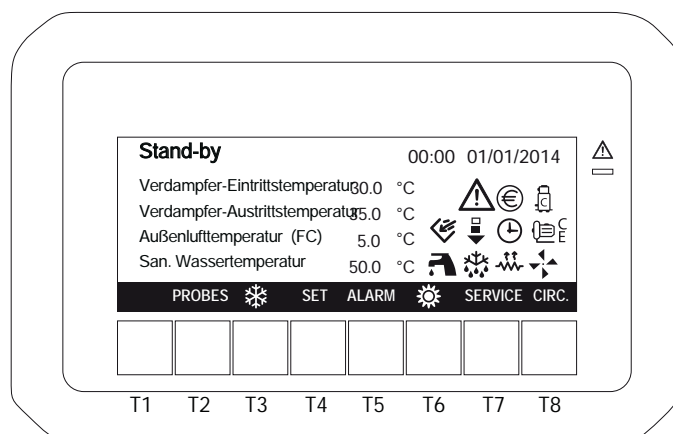 Stand-by 00:00 01/01/2014
Verdampfer-Eintrittstemperatur 30.0 °C
Verdampfer-Austrittstemperatur 35.0 °C
Außenlufttemperatur (FC) 5.0 °C
San. Wassertemperatur 50.0 °C
C
€
C
E
PROBES SET ALARM SERVICE CIRC.
T1 T2 T3 T4 T5 T6 T7 T8